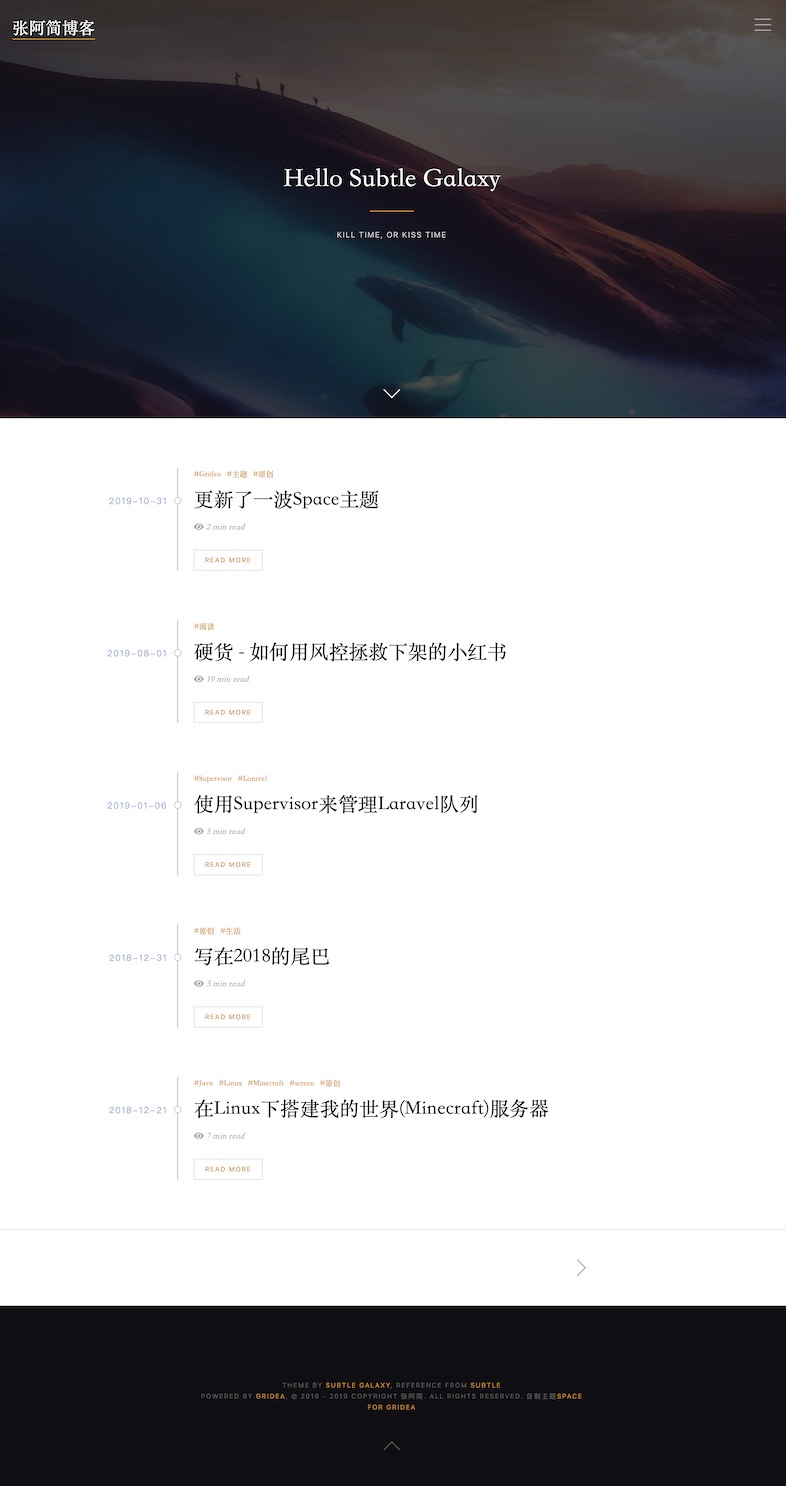 张阿简博客
Hello Subtle Galaxy
KILL TIME, OR KISS TIME
#Gridea #主题 #原创
2019-10-31
更新了一波Space主题
2 min read
READ MORE
#阅读
2019-08-01
硬货 - 如何用风控拯救下架的小红书
19 min read
READ MORE
#Supervisor #Laravel
2019-01-06
使用Supervisor来管理Laravel队列
5 min read
READ MORE
#原创 #生活
2018-12-31
写在2018的尾巴
3 min read
READ MORE
#Java #Linux #Minecraft #screen #原创
2018-12-21
在Linux下搭建我的世界(Minecraft)服务器
7 min read
READ MORE
THEME BY SUBTLE GALAXY, REFERENCE FROM SUBTLE
POWERED BY GRIDEA, © 2016 - 2019 COPYRIGHT 张阿简. ALL RIGHTS RESERVED. 自制主题SPACE
FOR GRIDEA